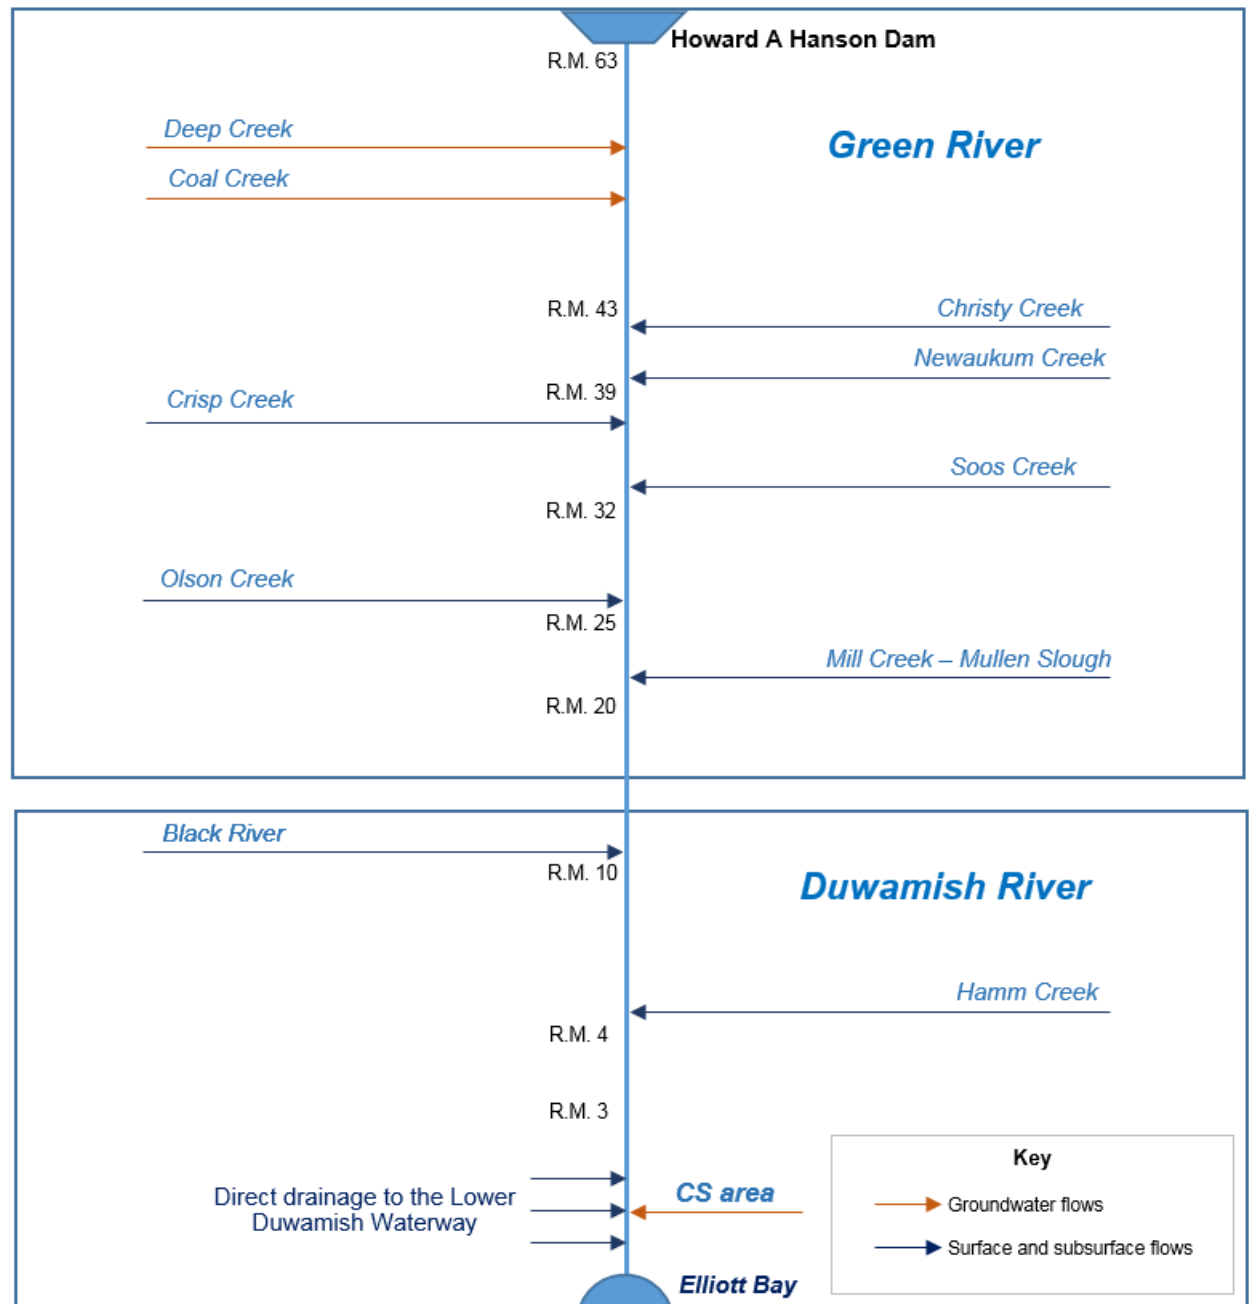 Howard A Hanson Dam
R.M. 63
Deep Creek
Green River
Coal Creek
R.M. 43
Christy Creek
Newaukum Creek
R.M. 39
Crisp Creek
Soos Creek
R.M. 32
Olson Creek
R.M. 25
Mill Creek – Mullen Slough
R.M. 20
Black River
R.M. 10
Duwamish River
Hamm Creek
R.M. 4
R.M. 3
Direct drainage to the Lower
Duwamish Waterway
CS area
Key
Groundwater flows
Surface and subsurface flows
Elliott Bay